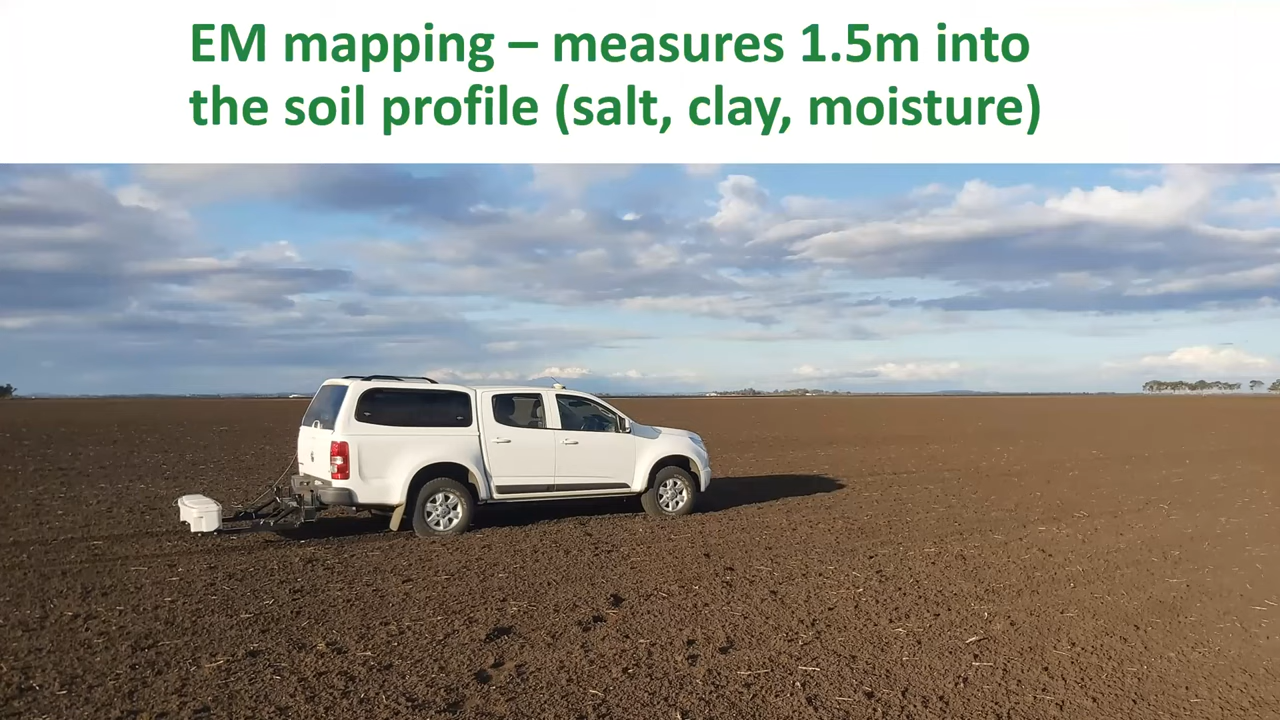 EM mapping – measures 1.5m into
the soil profile (salt, clay, moisture)